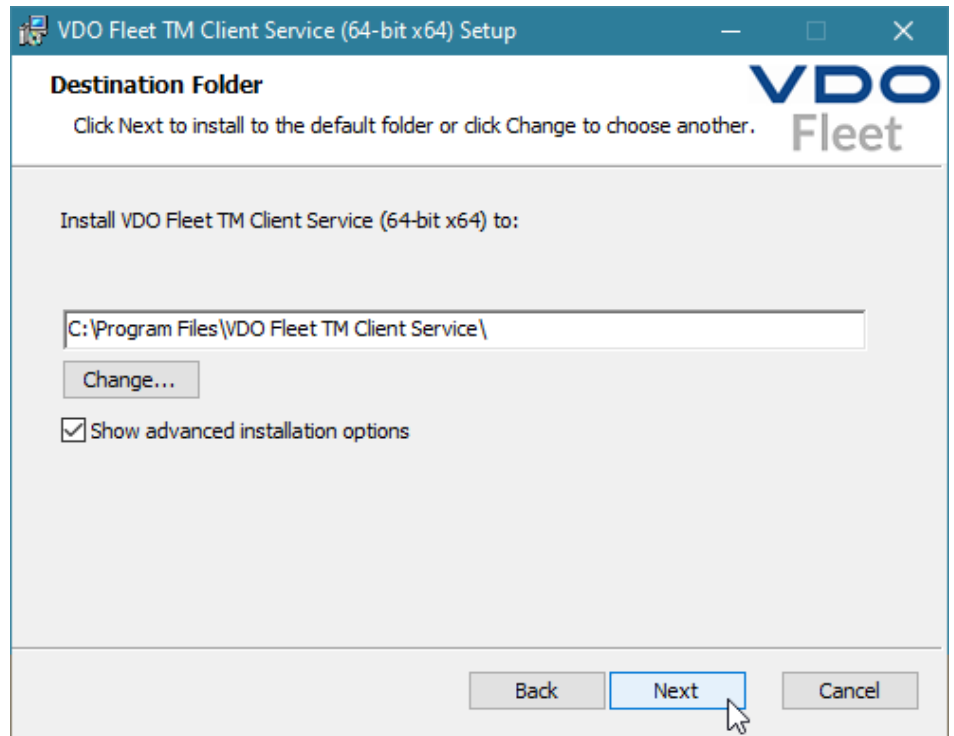 VDO Fleet TM Client Service (64-bit x64) Setup
Destination Folder
Click Next to install to the default folder or click Change to choose another.
VDO
Fleet
Install VDO Fleet TM Client Service (64-bit x64) to:
C:\Program Files\VDO Fleet TM Client Service\
Change...
Show advanced installation options
Back Next Cancel